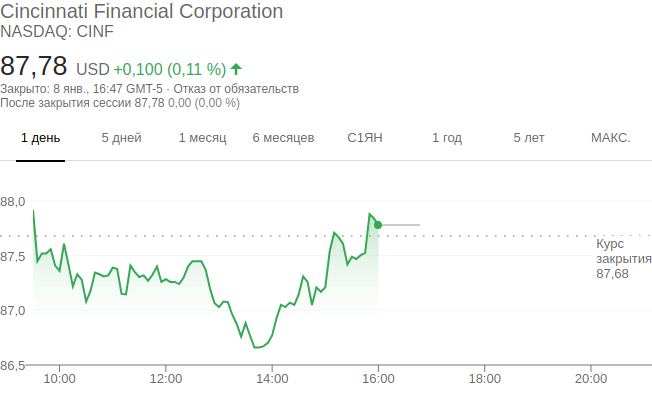 Cincinnati Financial Corporation
NASDAQ: CINF
87,78 USD +0,100 (0,11 %)
Закрыто: 8 янв., 16:47 GMT-5 · Отказ от обязательств
После закрытия сессии 87,78 0,00 (0,00 %)
1 день 5 дней 1 месяц 6 месяцев С1ЯН 1 год 5 лет МАКС.
88,0
Курс
закрытия
87,68
87,5
87,0
86,5
10:00 12:00 14:00 16:00 18:00 20:00